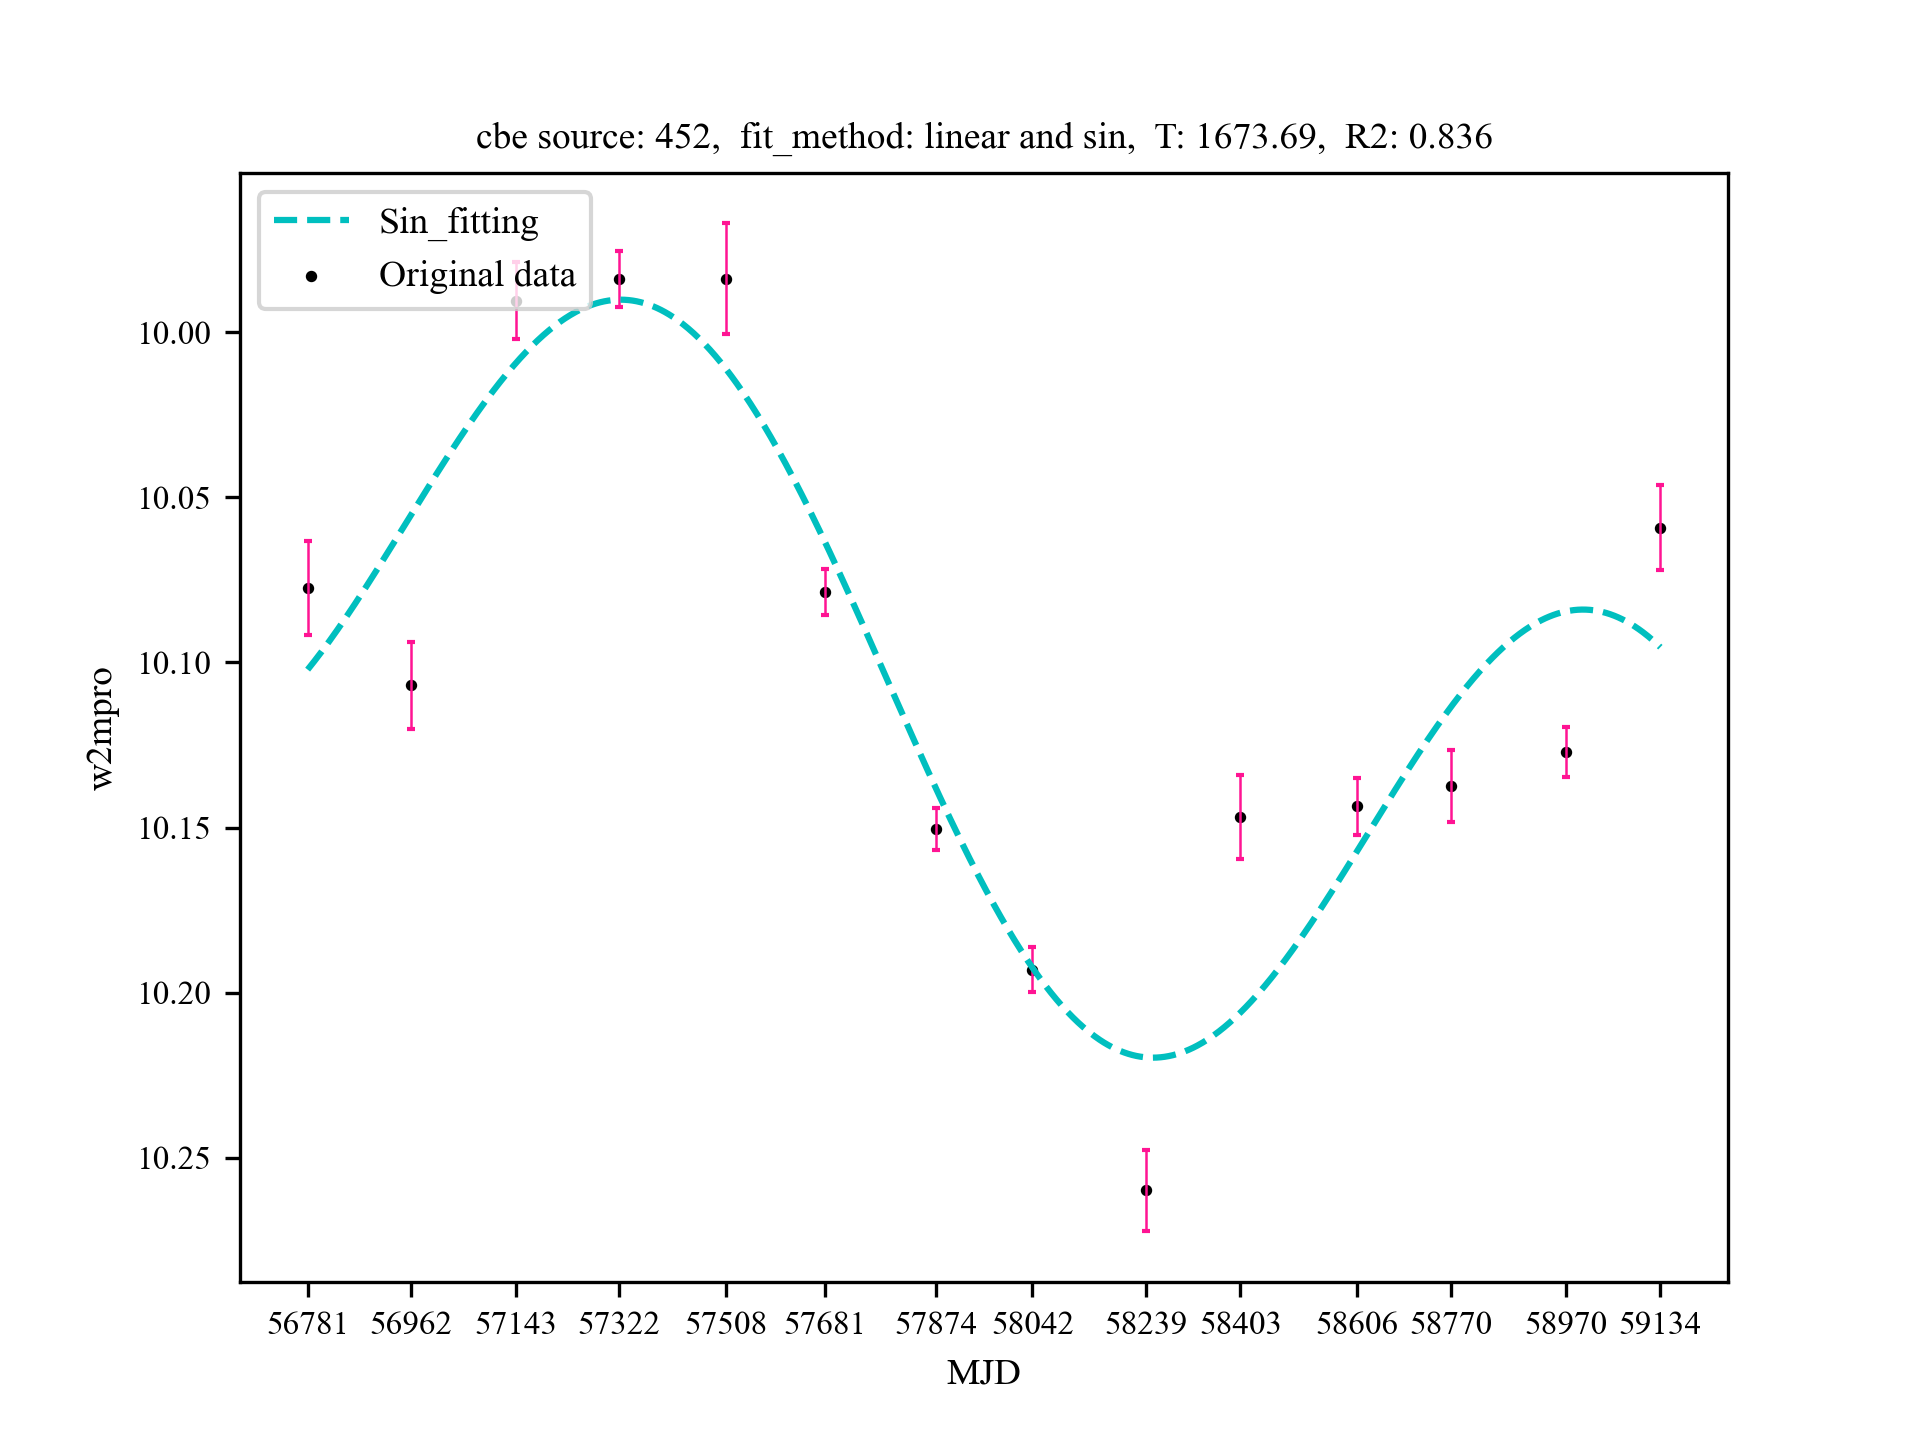 cbe source: 452,  fit_method: linear and sin,  T: 1673.69,  R2: 0.836
Sin_fitting
Original data
10.00
10.05
10.10
10.15
10.20
10.25
w2mpro
56781 56962 57143 57322 57508 57681 57874 58042 58239 58403 58606 58770 58970 59134
MJD